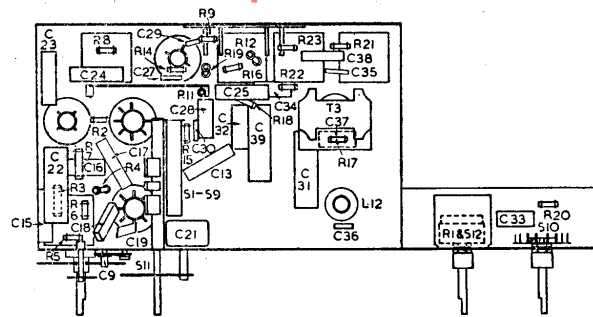 R9
C29
C 23
R8
R14
R19
R12
R23
R21
C38
C27
R16
R22
C35
C24
R11
C25
C34
T3
C28
R18
C37
R2
C 32
C 39
R 7
C17
R 15
C30
R17
C 22
C16
R4
C13
R3
S1-S9
C 31
L12
R 6
C15
C18
C19
C21
C36
R1&S12
C33
R20
S10
R5
C9
S11